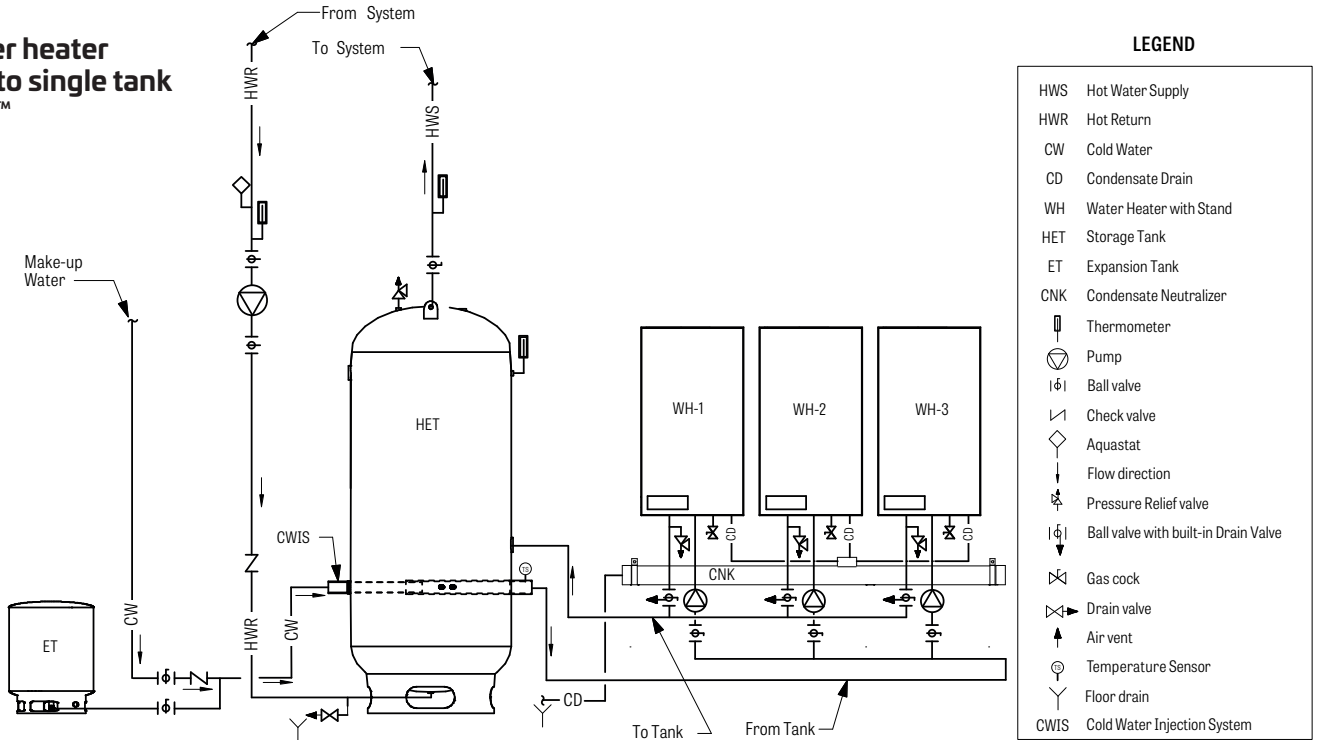 er heater
to single tank
™
From System
To System
HWR
HWS
Make-up
Water
HET
WH-1
WH-2
WH-3
CD
CD
CD
CWIS
TS
CNK
CW
HWR
CW
ET
CD
To Tank
From Tank
LEGEND
HWS Hot Water Supply
HWR Hot Return
CW Cold Water
CD Condensate Drain
WH Water Heater with Stand
HET Storage Tank
ET Expansion Tank
CNK Condensate Neutralizer
Thermometer
Pump
Ball valve
Check valve
Aquastat
Flow direction
Pressure Relief valve
Ball valve with built-in Drain Valve
Gas cock
Drain valve
Air vent
TS Temperature Sensor
Floor drain
CWIS Cold Water Injection System